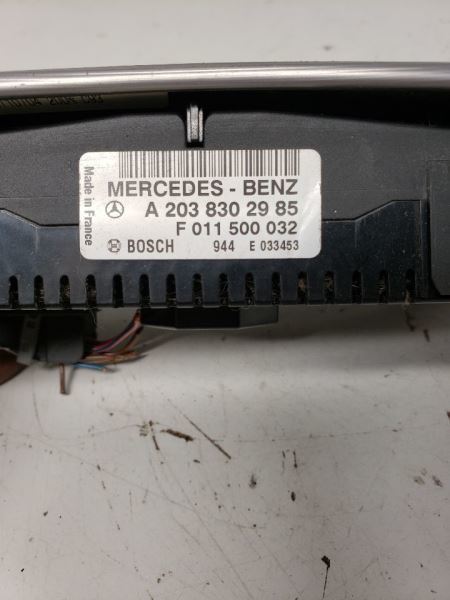 Made in France
MERCEDES - BENZ
A 203 830 29 85
F 011 500 032
BOSCH 944 E 033453